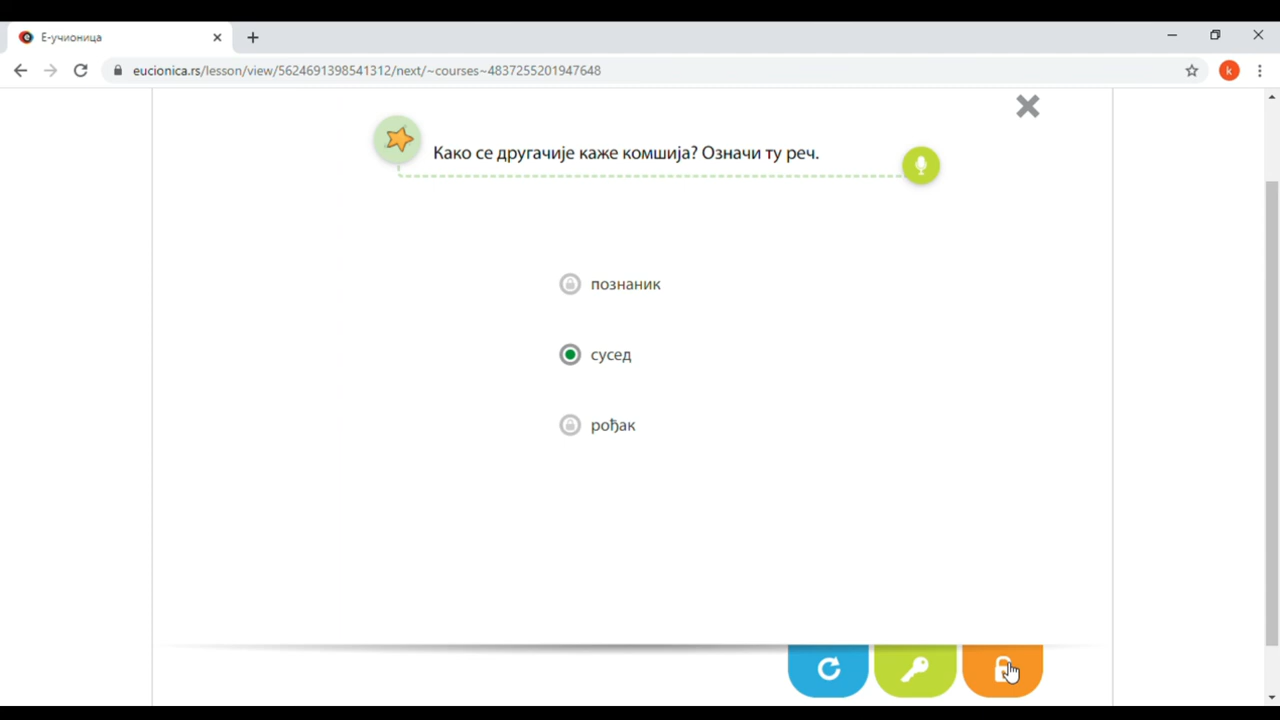 Е-учионица
eucionica.rs/lesson/view/5624691398541312/next/~courses~4837255201947648
k
Како се другачије каже комшија? Означи ту реч.
познаник
сусед
рођак